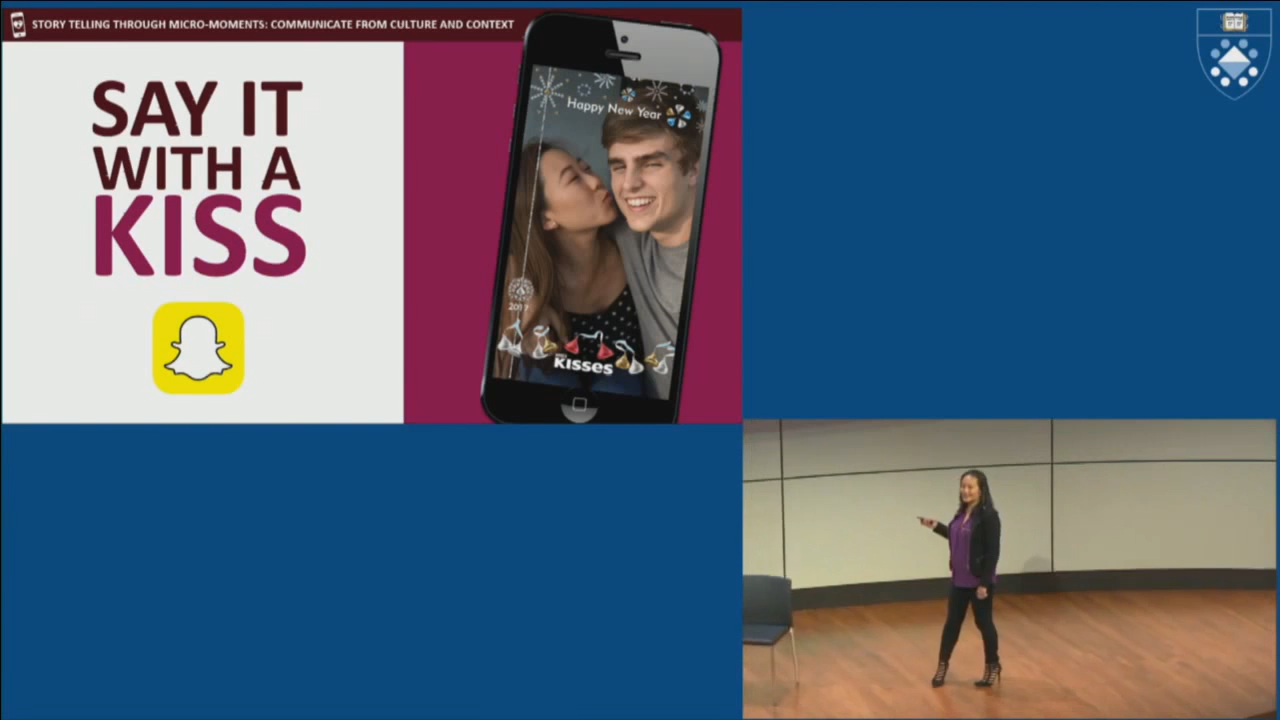 STORY TELLING THROUGH MICRO-MOMENTS: COMMUNICATE FROM CULTURE AND CONTEXT
SAY IT
WITH A
KISS
Happy New Year
KISSES